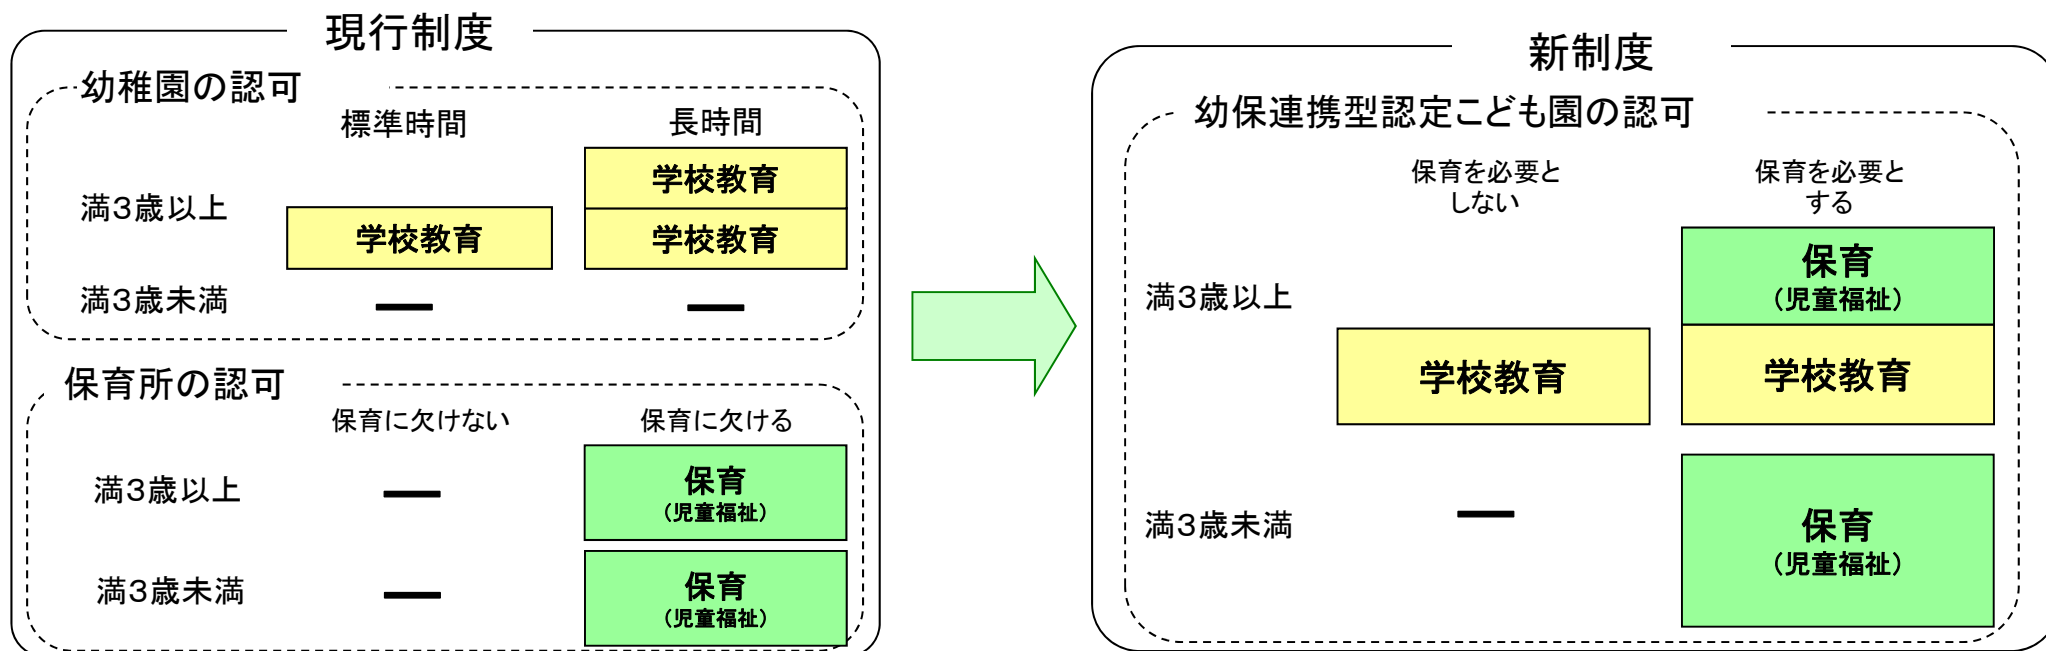 現行制度
幼稚園の認可
標準時間
長時間
学校教育
満3歳以上
学校教育
学校教育
満3歳未満
保育所の認可
保育に欠けない
保育に欠ける
満3歳以上
保育
(児童福祉)
満3歳未満
保育
(児童福祉)
新制度
幼保連携型認定こども園の認可
保育を必要と
しない
保育を必要と
する
満3歳以上
保育
(児童福祉)
学校教育
学校教育
満3歳未満
保育
(児童福祉)